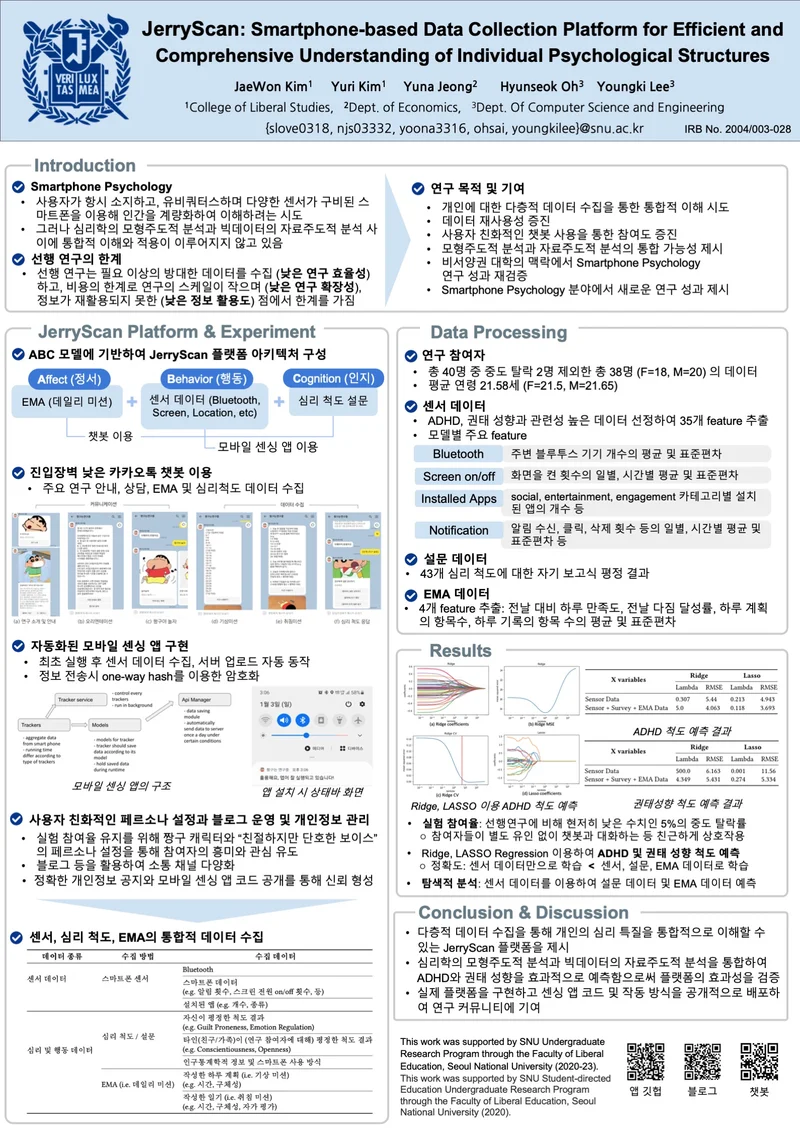 VERI LUX
TAS MEA
JerryScan: Smartphone-based Data Collection Platform for Efficient and
Comprehensive Understanding of Individual Psychological Structures
JaeWon Kim¹ Yuri Kim¹ Yuna Jeong² Hyunseok Oh³ Youngki Lee³
¹College of Liberal Studies, ²Dept. of Economics, ³Dept. Of Computer Science and Engineering
{slove0318, njs03332, yoona3316, ohsai, youngkilee}@snu.ac.kr
IRB No. 2004/003-028
Introduction
Smartphone Psychology
• 사용자가 항시 소지하고, 유비쿼터스하며 다양한 센서가 구비된 스
마트폰을 이용해 인간을 계량화하여 이해하려는 시도
• 그러나 심리학의 모형주도적 분석과 빅데이터의 자료주도적 분석 사
이에 통합적 이해와 적용이 이루어지지 않고 있음
선행 연구의 한계
• 선행 연구는 필요 이상의 방대한 데이터를 수집 (낮은 연구 효율성)
하고, 비용의 한계로 연구의 스케일이 작으며 (낮은 연구 확장성),
정보가 재활용되지 못한 (낮은 정보 활용도) 점에서 한계를 가짐
연구 목적 및 기여
• 개인에 대한 다층적 데이터 수집을 통한 통합적 이해 시도
• 데이터 재사용성 증진
• 사용자 친화적인 챗봇 사용을 통한 참여도 증진
• 모형주도적 분석과 자료주도적 분석의 통합 가능성 제시
• 비서양권 대학의 맥락에서 Smartphone Psychology
연구 성과 재검증
• Smartphone Psychology 분야에서 새로운 연구 성과 제시
JerryScan Platform & Experiment
ABC 모델에 기반하여 JerryScan 플랫폼 아키텍처 구성
Affect (정서)
EMA (데일리 미션)
+
Behavior (행동)
센서 데이터 (Bluetooth,
Screen, Location, etc)
+
Cognition (인지)
심리 척도 설문
챗봇 이용
모바일 센싱 앱 이용
진입장벽 낮은 카카오톡 챗봇 이용
• 주요 연구 안내, 상담, EMA 및 심리척도 데이터 수집
커뮤니케이션
데이터 수집
(a) 연구 소개 및 안내
(b) 오리엔테이션
(c) 짱구야 놀자
(d) 기상미션
(e) 취침미션
(f) 심리 척도 응답
자동화된 모바일 센싱 앱 구현
• 최초 실행 후 센서 데이터 수집, 서버 업로드 자동 동작
• 정보 전송시 one-way hash를 이용한 암호화
Tracker service
- control every
trackers
- run in background
Api Manager
- data saving
module
- automatically
send data to server
once a day under
certain conditions
Trackers
- aggregate data
from smart phone
- running time
differ according to
type of trackers
Models
- models for tracker
- tracker should save
data according to its
model
- hold saved data
during runtime
모바일 센싱 앱의 구조
3:06
58%
1월 3일 (일)
미디어
디바이스
앱 설치 시 상태바 화면
사용자 친화적인 페르소나 설정과 블로그 운영 및 개인정보 관리
• 실험 참여율 유지를 위해 짱구 캐릭터와 “친절하지만 단호한 보이스”
의 페르소나 설정을 통해 참여자의 흥미와 관심 유도
• 블로그 등을 활용하여 소통 채널 다양화
• 정확한 개인정보 공지와 모바일 센싱 앱 코드 공개를 통해 신뢰 형성
센서, 심리 척도, EMA의 통합적 데이터 수집
데이터 종류 수집 방법 수집 데이터
센서 데이터 스마트폰 센서
Bluetooth
스마트폰 데이터
(e.g. 알림 횟수, 스크린 전원 on/off 횟수, 등)
설치된 앱 (e.g. 개수, 종류)
심리 및 행동 데이터
심리 척도 / 설문
자신이 평정한 척도 결과
(e.g. Guilt Proneness, Emotion Regulation)
타인(친구/가족)이 (연구 참여자에 대해) 평정한 척도 결과
(e.g. Conscientiousness, Openness)
인구통계학적 정보 및 스마트폰 사용 방식
EMA (i.e. 데일리 미션)
작성한 하루 계획 (i.e. 기상 미션)
(e.g. 시간, 구체성)
작성한 일기 (i.e. 취침 미션)
(e.g. 시간, 구체성, 자가 평가)
Data Processing
연구 참여자
• 총 40명 중 중도 탈락 2명 제외한 총 38명 (F=18, M=20) 의 데이터
• 평균 연령 21.58세 (F=21.5, M=21.65)
센서 데이터
• ADHD, 권태 성향과 관련성 높은 데이터 선정하여 35개 feature 추출
• 모델별 주요 feature
Bluetooth 주변 블루투스 기기 개수의 평균 및 표준편차
Screen on/off 화면을 켠 횟수의 일별, 시간별 평균 및 표준편차
Installed Apps social, entertainment, engagement 카테고리별 설치
된 앱의 개수 등
Notification 알림 수신, 클릭, 삭제 횟수 등의 일별, 시간별 평균 및
표준편차 등
설문 데이터
• 43개 심리 척도에 대한 자기 보고식 평정 결과
EMA 데이터
• 4개 feature 추출: 전날 대비 하루 만족도, 전날 다짐 달성률, 하루 계획
의 항목수, 하루 기록의 항목 수의 평균 및 표준편차
Results
Ridge
(a) Ridge coefficients
(b) Ridge RMSE
Ridge CV
(c) Ridge CV
Lasso
(d) Lasso coefficients
Ridge, LASSO 이용 ADHD 척도 예측
X variables Ridge Lasso
Lambda RMSE Lambda RMSE
Sensor Data 0.307 5.44 0.213 4.943
Sensor + Survey + EMA Data 5.0 4.063 0.118 3.693
ADHD 척도 예측 결과
X variables Ridge Lasso
Lambda RMSE Lambda RMSE
Sensor Data 500.0 6.163 0.001 11.56
Sensor + Survey + EMA Data 4.349 5.431 0.274 5.334
권태성향 척도 예측 결과
• 실험 참여율: 선행연구에 비해 현저히 낮은 수치인 5%의 중도 탈락률
○ 참여자들이 별도 유인 없이 챗봇과 대화하는 등 친근하게 상호작용
• Ridge, LASSO Regression 이용하여 ADHD 및 권태 성향 척도 예측
○ 정확도: 센서 데이터만으로 학습 < 센서, 설문, EMA 데이터로 학습
• 탐색적 분석: 센서 데이터를 이용하여 설문 데이터 및 EMA 데이터 예측
Conclusion & Discussion
• 다층적 데이터 수집을 통해 개인의 심리 특질을 통합적으로 이해할 수
있는 JerryScan 플랫폼을 제시
• 심리학의 모형주도적 분석과 빅데이터의 자료주도적 분석을 통합하여
ADHD와 권태 성향을 효과적으로 예측함으로써 플랫폼의 효과성을 검증
• 실제 플랫폼을 구현하고 센싱 앱 코드 및 작동 방식을 공개적으로 배포하
여 연구 커뮤니티에 기여
This work was supported by SNU Undergraduate
Research Program through the Faculty of Liberal
Education, Seoul National University (2020-23).
This work was supported by SNU Student-directed
Education Undergraduate Research Program
through the Faculty of Liberal Education, Seoul
National University (2020).
앱 깃헙
블로그
챗봇